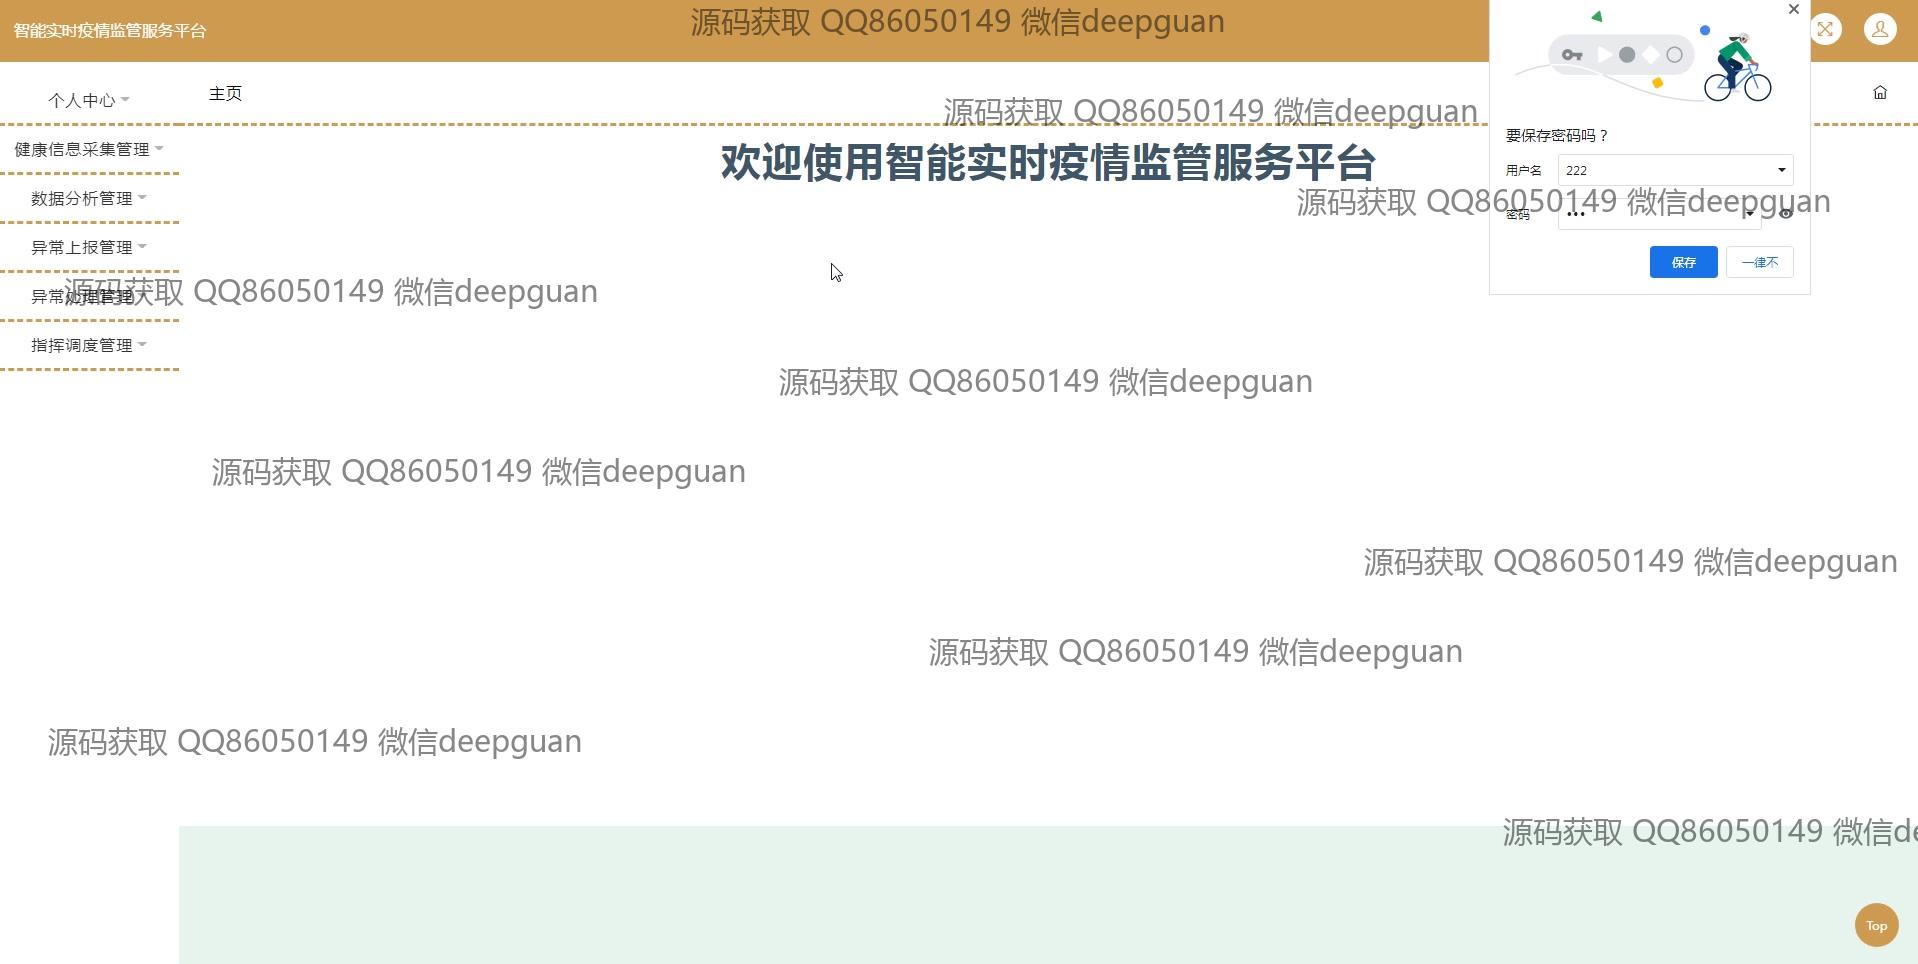 智能实时疫情监管服务平台
源码获取 QQ86050149 微信deepguan
个人中心
主页
源码获取 QQ86050149 微信deepguan
要保存密码吗？
健康信息采集管理
欢迎使用智能实时疫情监管服务平台
用户名 222
数据分析管理
源码获取 QQ86050149 微信deepguan
密码 •••
异常上报管理
保存 一律不
异常处理管理
源码获取 QQ86050149 微信deepguan
指挥调度管理
源码获取 QQ86050149 微信deepguan
源码获取 QQ86050149 微信deepguan
源码获取 QQ86050149 微信deepguan
源码获取 QQ86050149 微信deepguan
源码获取 QQ86050149 微信deepguan
源码获取 QQ86050149 微信de
Top